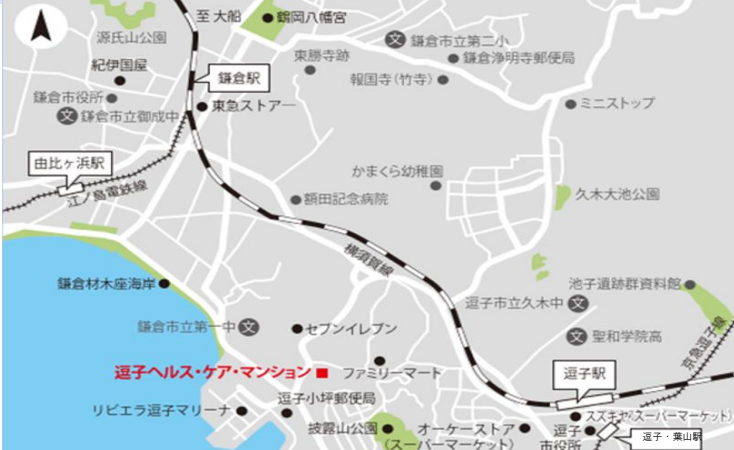 至 大船
鶴岡八幡宮
源氏山公園
鎌倉市立第二小
紀伊国屋
東勝寺跡
鎌倉浄明寺郵便局
鎌倉駅
報国寺(竹寺)
鎌倉市役所
東急ストアー
ミニストップ
文
鎌倉市立御成中
由比ヶ浜駅
かまくら幼稚園
江ノ島電鉄線
額田記念病院
久木大池公園
横須賀線
鎌倉材木座海岸
池子遺跡群資料館
逗子市立久木中
文
鎌倉市立第一中
文
セブンイレブン
文
聖和学院高
京急逗子線
逗子ヘルス・ケア・マンション
ファミリーマート
逗子駅
リビエラ逗子マリーナ
逗子小坪郵便局
スズキヤ(スーパーマーケット)
披露山公園
オーケーストア
(スーパーマーケット)
逗子
市役所
逗子・葉山駅
文